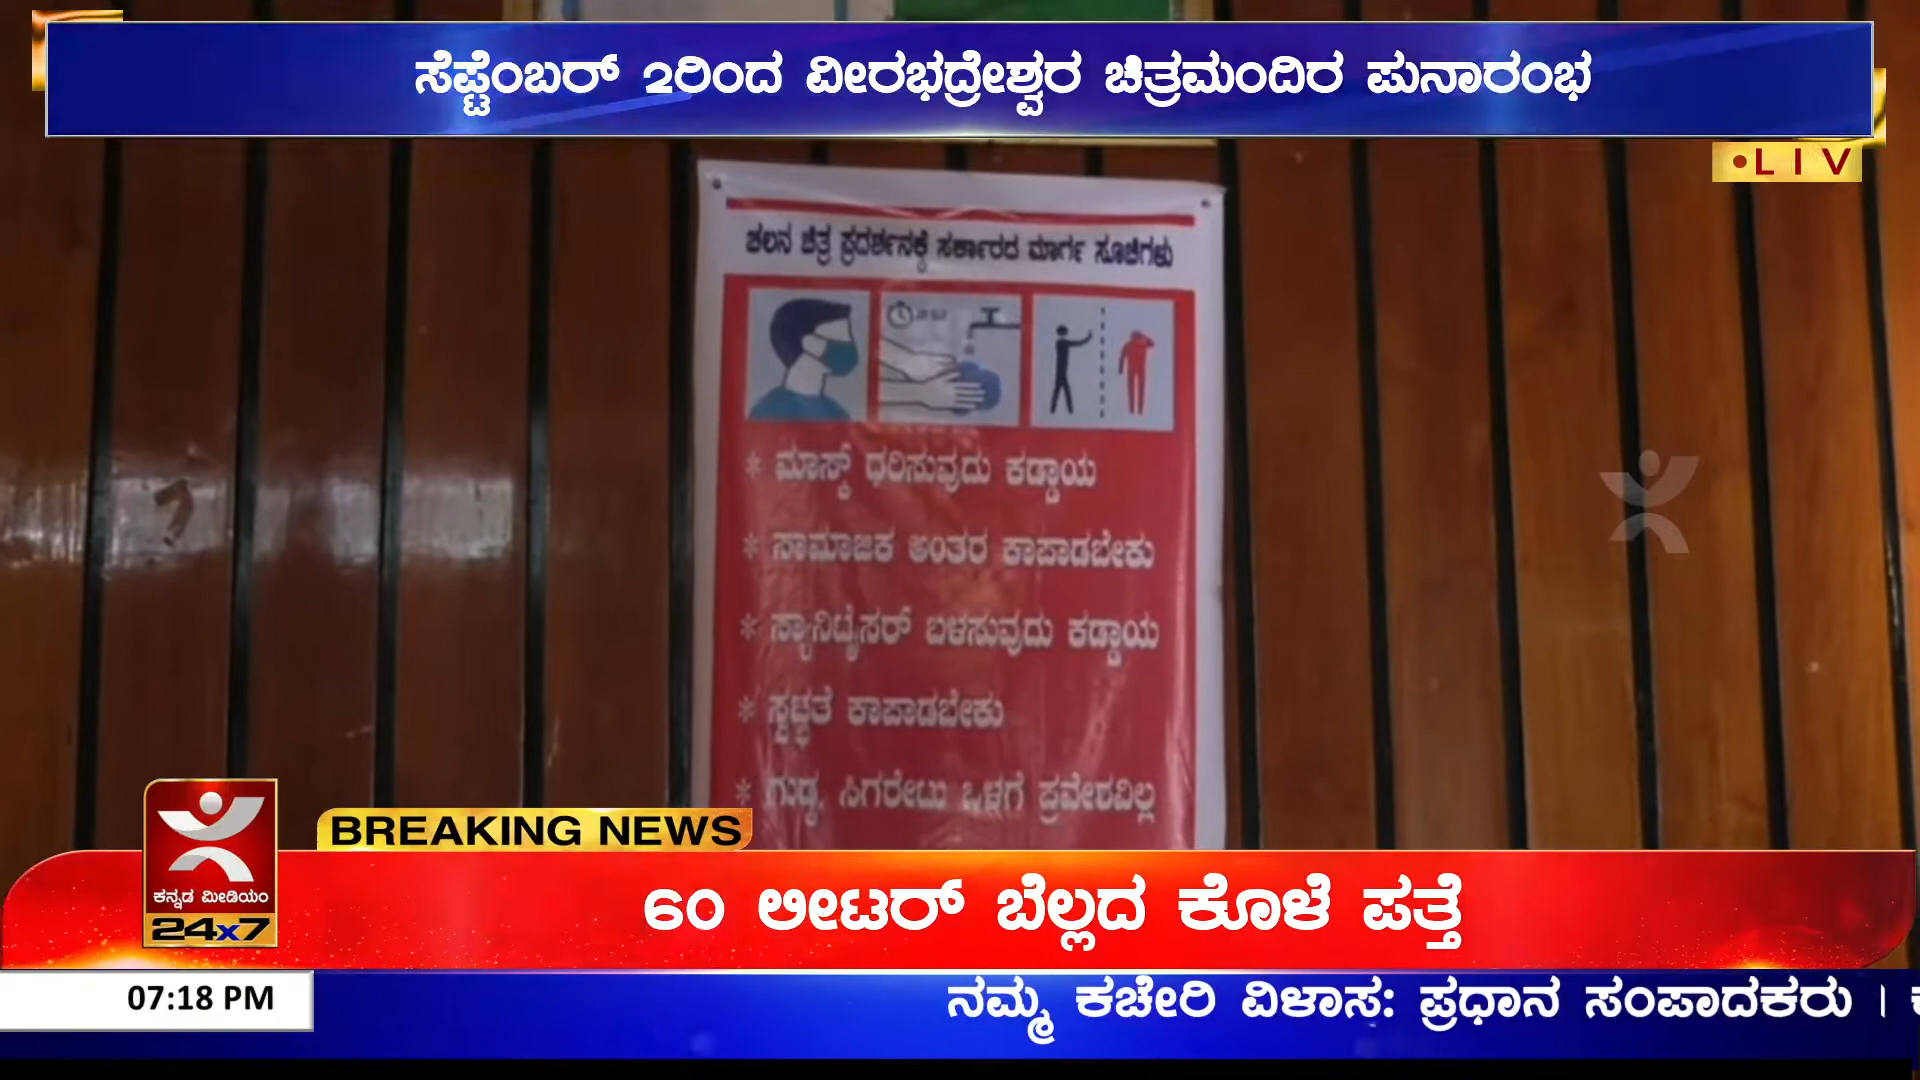 ಸೆಪ್ಟೆಂಬರ್ 2ರಿಂದ ವೀರಭದ್ರೇಶ್ವರ ಚಿತ್ರಮಂದಿರ ಪುನಾರಂಭ
•LIV
ಚಲನ ಚಿತ್ರ ಪ್ರದರ್ಶನಕ್ಕೆ ಸರ್ಕಾರದ ಮಾರ್ಗ ಸೂಚಿಗಳು
* ಮಾಸ್ಕ್ ಧರಿಸುವುದು ಕಡ್ಡಾಯ
* ಸಾಮಾಜಿಕ ಅಂತರ ಕಾಪಾಡಬೇಕು
* ಸ್ಯಾನಿಟೈಸರ್ ಬಳಸುವುದು ಕಡ್ಡಾಯ
* ಸ್ವಚ್ಛತೆ ಕಾಪಾಡಬೇಕು
* ಸಿಗರೇಟು ಒಳಗೆ ಪ್ರವೇಶವಿಲ್ಲ
BREAKING NEWS
ಕನ್ನಡ ಮೀಡಿಯಂ
24x7
60 ಲೀಟರ್ ಬೆಲ್ಲದ ಕೊಳೆ ಪತ್ತೆ
07:18 PM
ನಮ್ಮ ಕಚೇರಿ ವಿಳಾಸ: ಪ್ರಧಾನ ಸಂಪಾದಕರು |